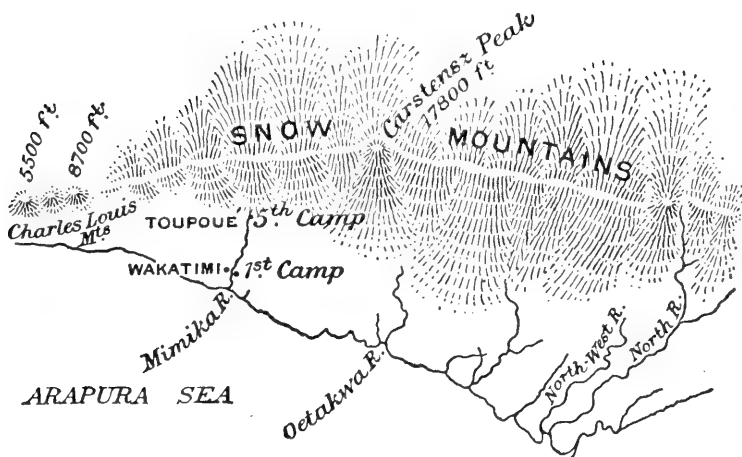 5500 ft.
8700 ft.
SNOW
Carstensz Peak
17800 ft
MOUNTAINS
Charles Louis
Mts
TOUPOUE
5th Camp
WAKATIMI
1st Camp
Mimika R.
Oetakwa R.
North-West R.
North R.
ARAPURA SEA